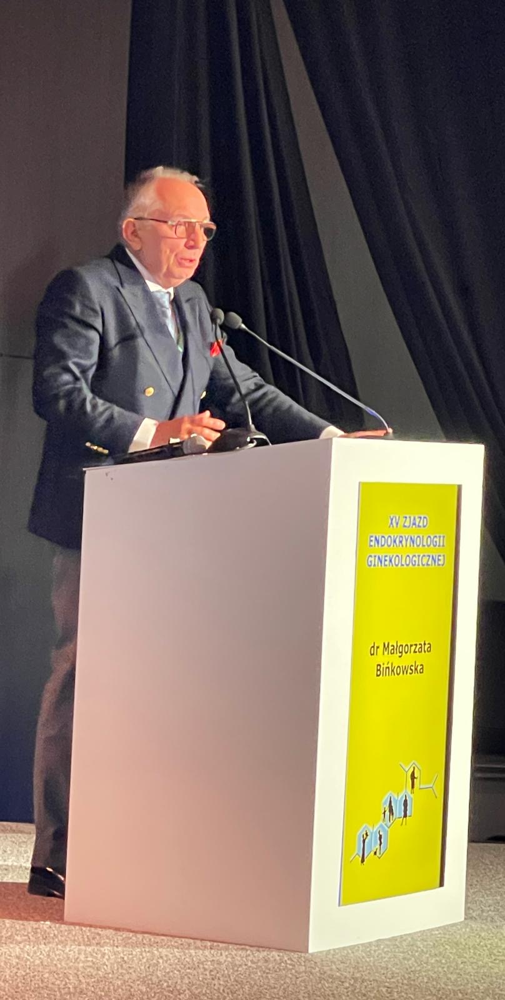 XV ZJAZD
ENDOKRYNOLOGII
GINEKOLOGICZNEJ
dr Małgorzata
Bińkowska